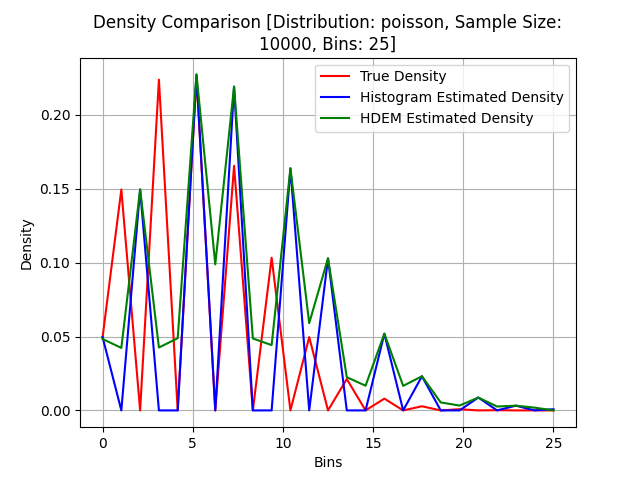 Density Comparison [Distribution: poisson, Sample Size:
10000, Bins: 25]
True Density
Histogram Estimated Density
HDEM Estimated Density
Density
0.20
0.15
0.10
0.05
0.00
0 5 10 15 20 25
Bins